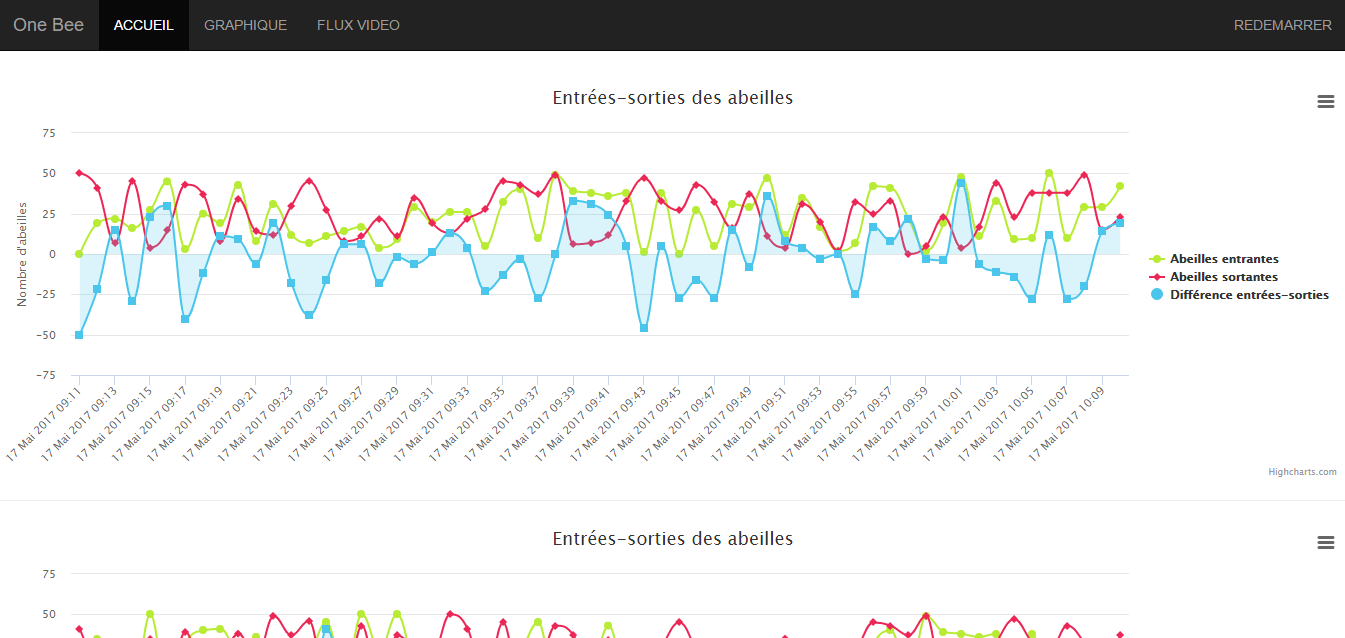 One Bee ACCUEIL GRAPHIQUE FLUX VIDEO REDEMARRER
Entrées-sorties des abeilles
Nombre d'abeilles
75
50
25
0
-25
-50
-75
17 Mai 2017 09:11
17 Mai 2017 09:13
17 Mai 2017 09:15
17 Mai 2017 09:17
17 Mai 2017 09:19
17 Mai 2017 09:21
17 Mai 2017 09:23
17 Mai 2017 09:25
17 Mai 2017 09:27
17 Mai 2017 09:29
17 Mai 2017 09:31
17 Mai 2017 09:33
17 Mai 2017 09:35
17 Mai 2017 09:37
17 Mai 2017 09:39
17 Mai 2017 09:41
17 Mai 2017 09:43
17 Mai 2017 09:45
17 Mai 2017 09:47
17 Mai 2017 09:49
17 Mai 2017 09:51
17 Mai 2017 09:53
17 Mai 2017 09:55
17 Mai 2017 09:57
17 Mai 2017 09:59
17 Mai 2017 10:01
17 Mai 2017 10:03
17 Mai 2017 10:05
17 Mai 2017 10:07
17 Mai 2017 10:09
Abeilles entrantes
Abeilles sortantes
Différence entrées-sorties
Highcharts.com
Entrées-sorties des abeilles
75
50